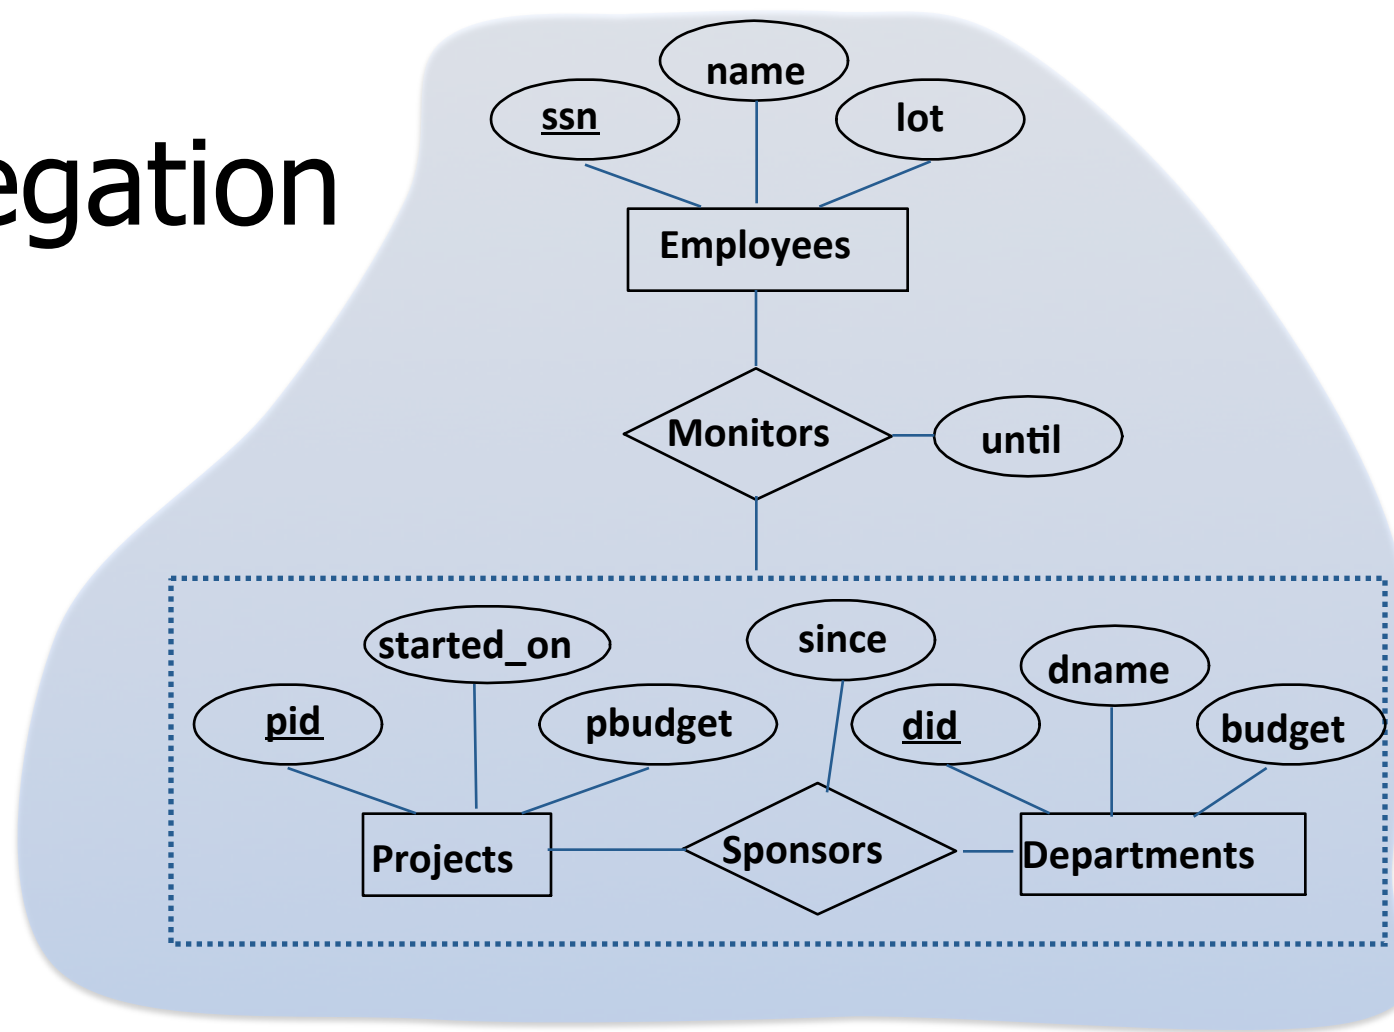 egation
name
ssn
lot
Employees
Monitors
until
started_on
since
dname
pid
pbudget
did
budget
Projects
Sponsors
Departments